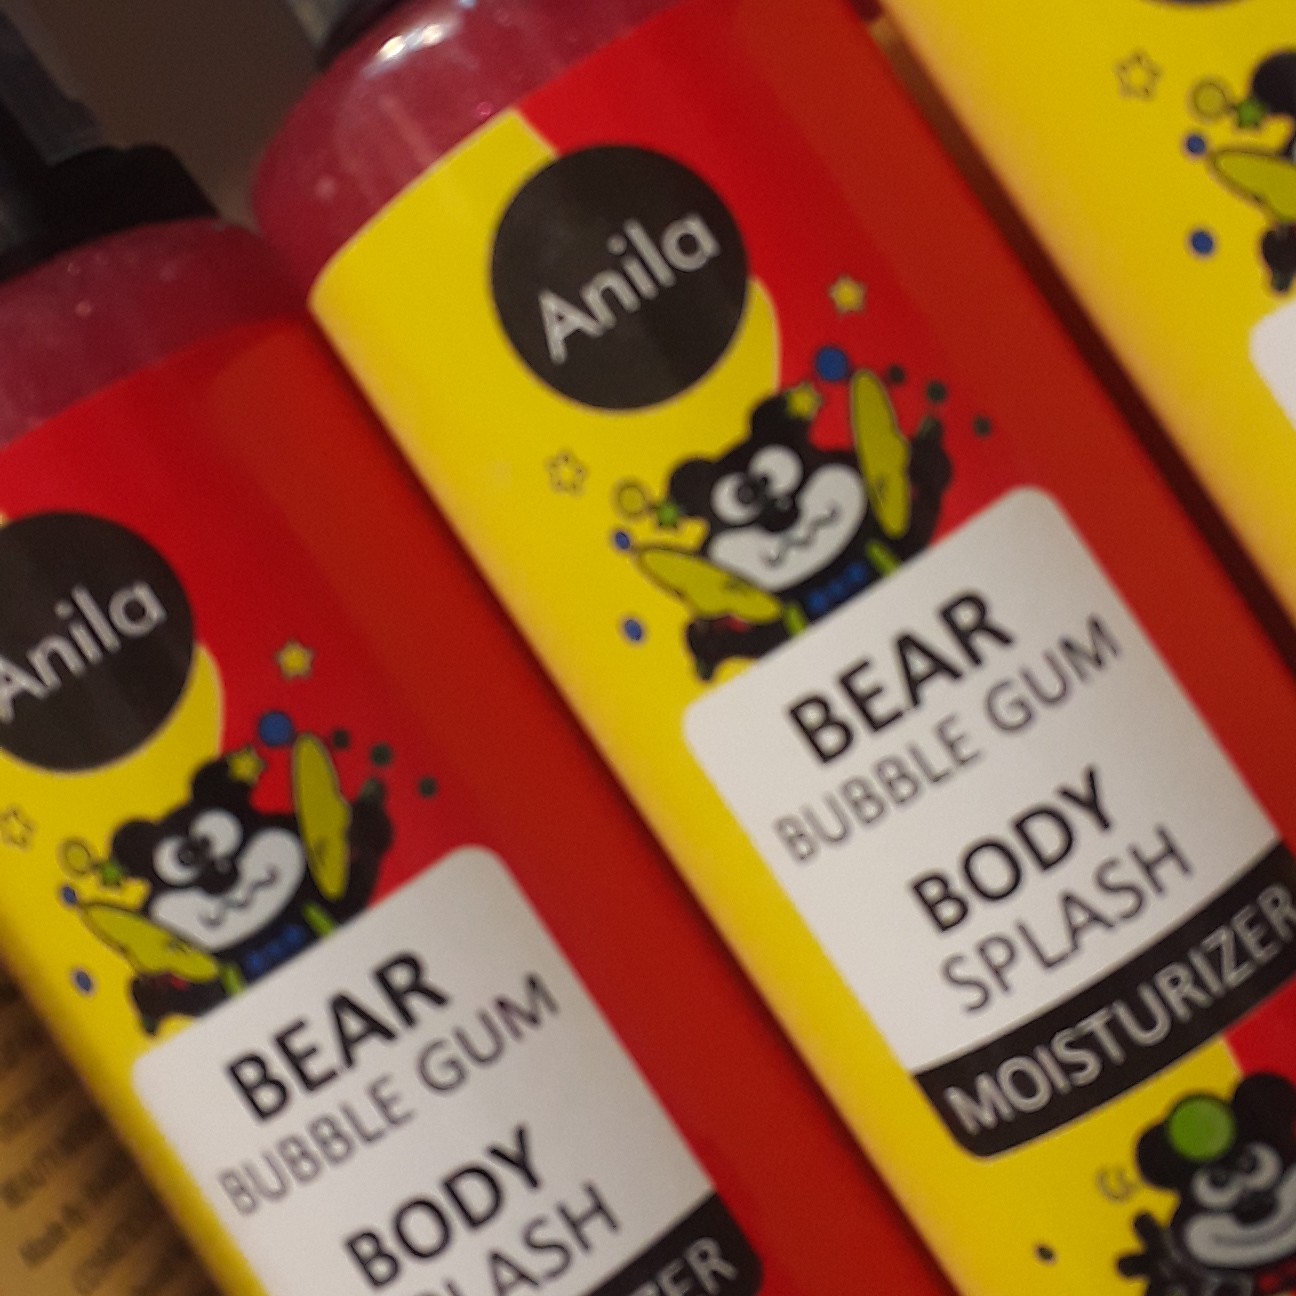 Anila
BEAR
BUBBLE GUM
BODY
SPLASH
MOISTURIZER
Anila
BEAR
BUBBLE GUM
BODY